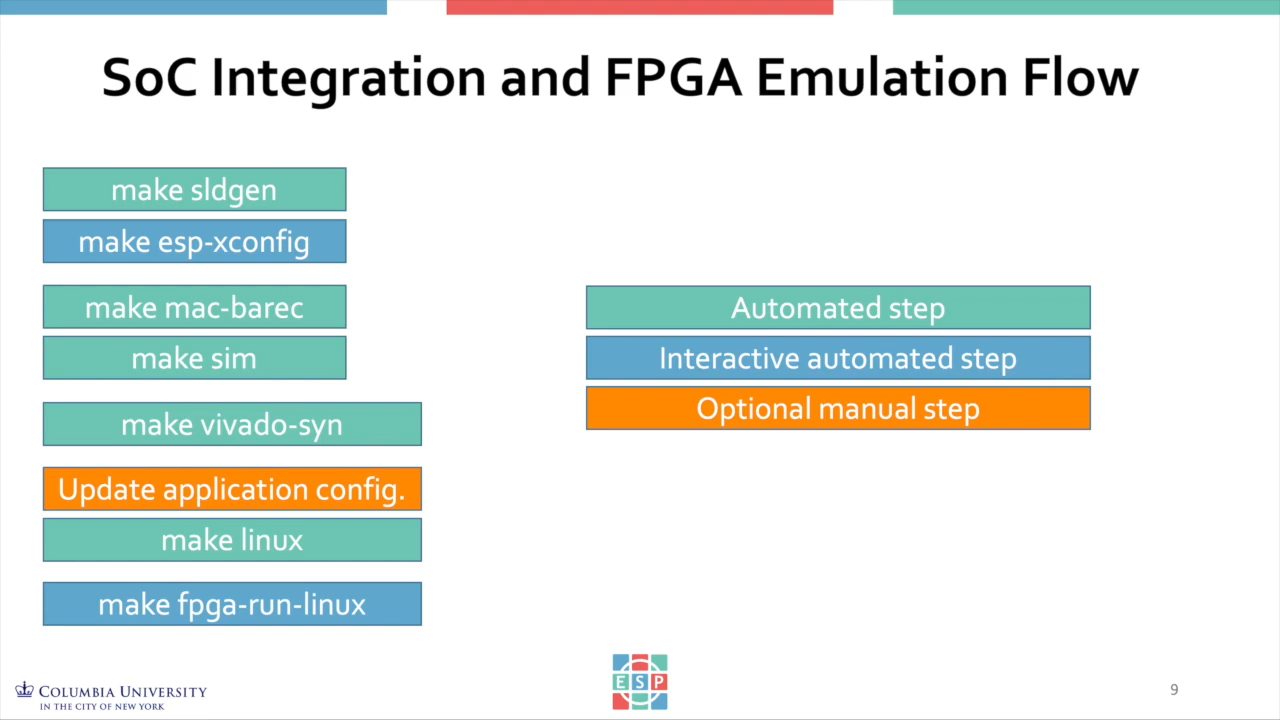 SoC Integration and FPGA Emulation Flow
make sldgen
make esp-xconfig
make mac-barec
make sim
make vivado-syn
Update application config.
make linux
make fpga-run-linux
Automated step
Interactive automated step
Optional manual step
COLUMBIA UNIVERSITY
IN THE CITY OF NEW YORK
ESP
9